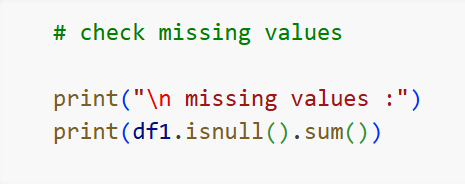 # check missing values
print("\n missing values :")
print(df1.isnull().sum())